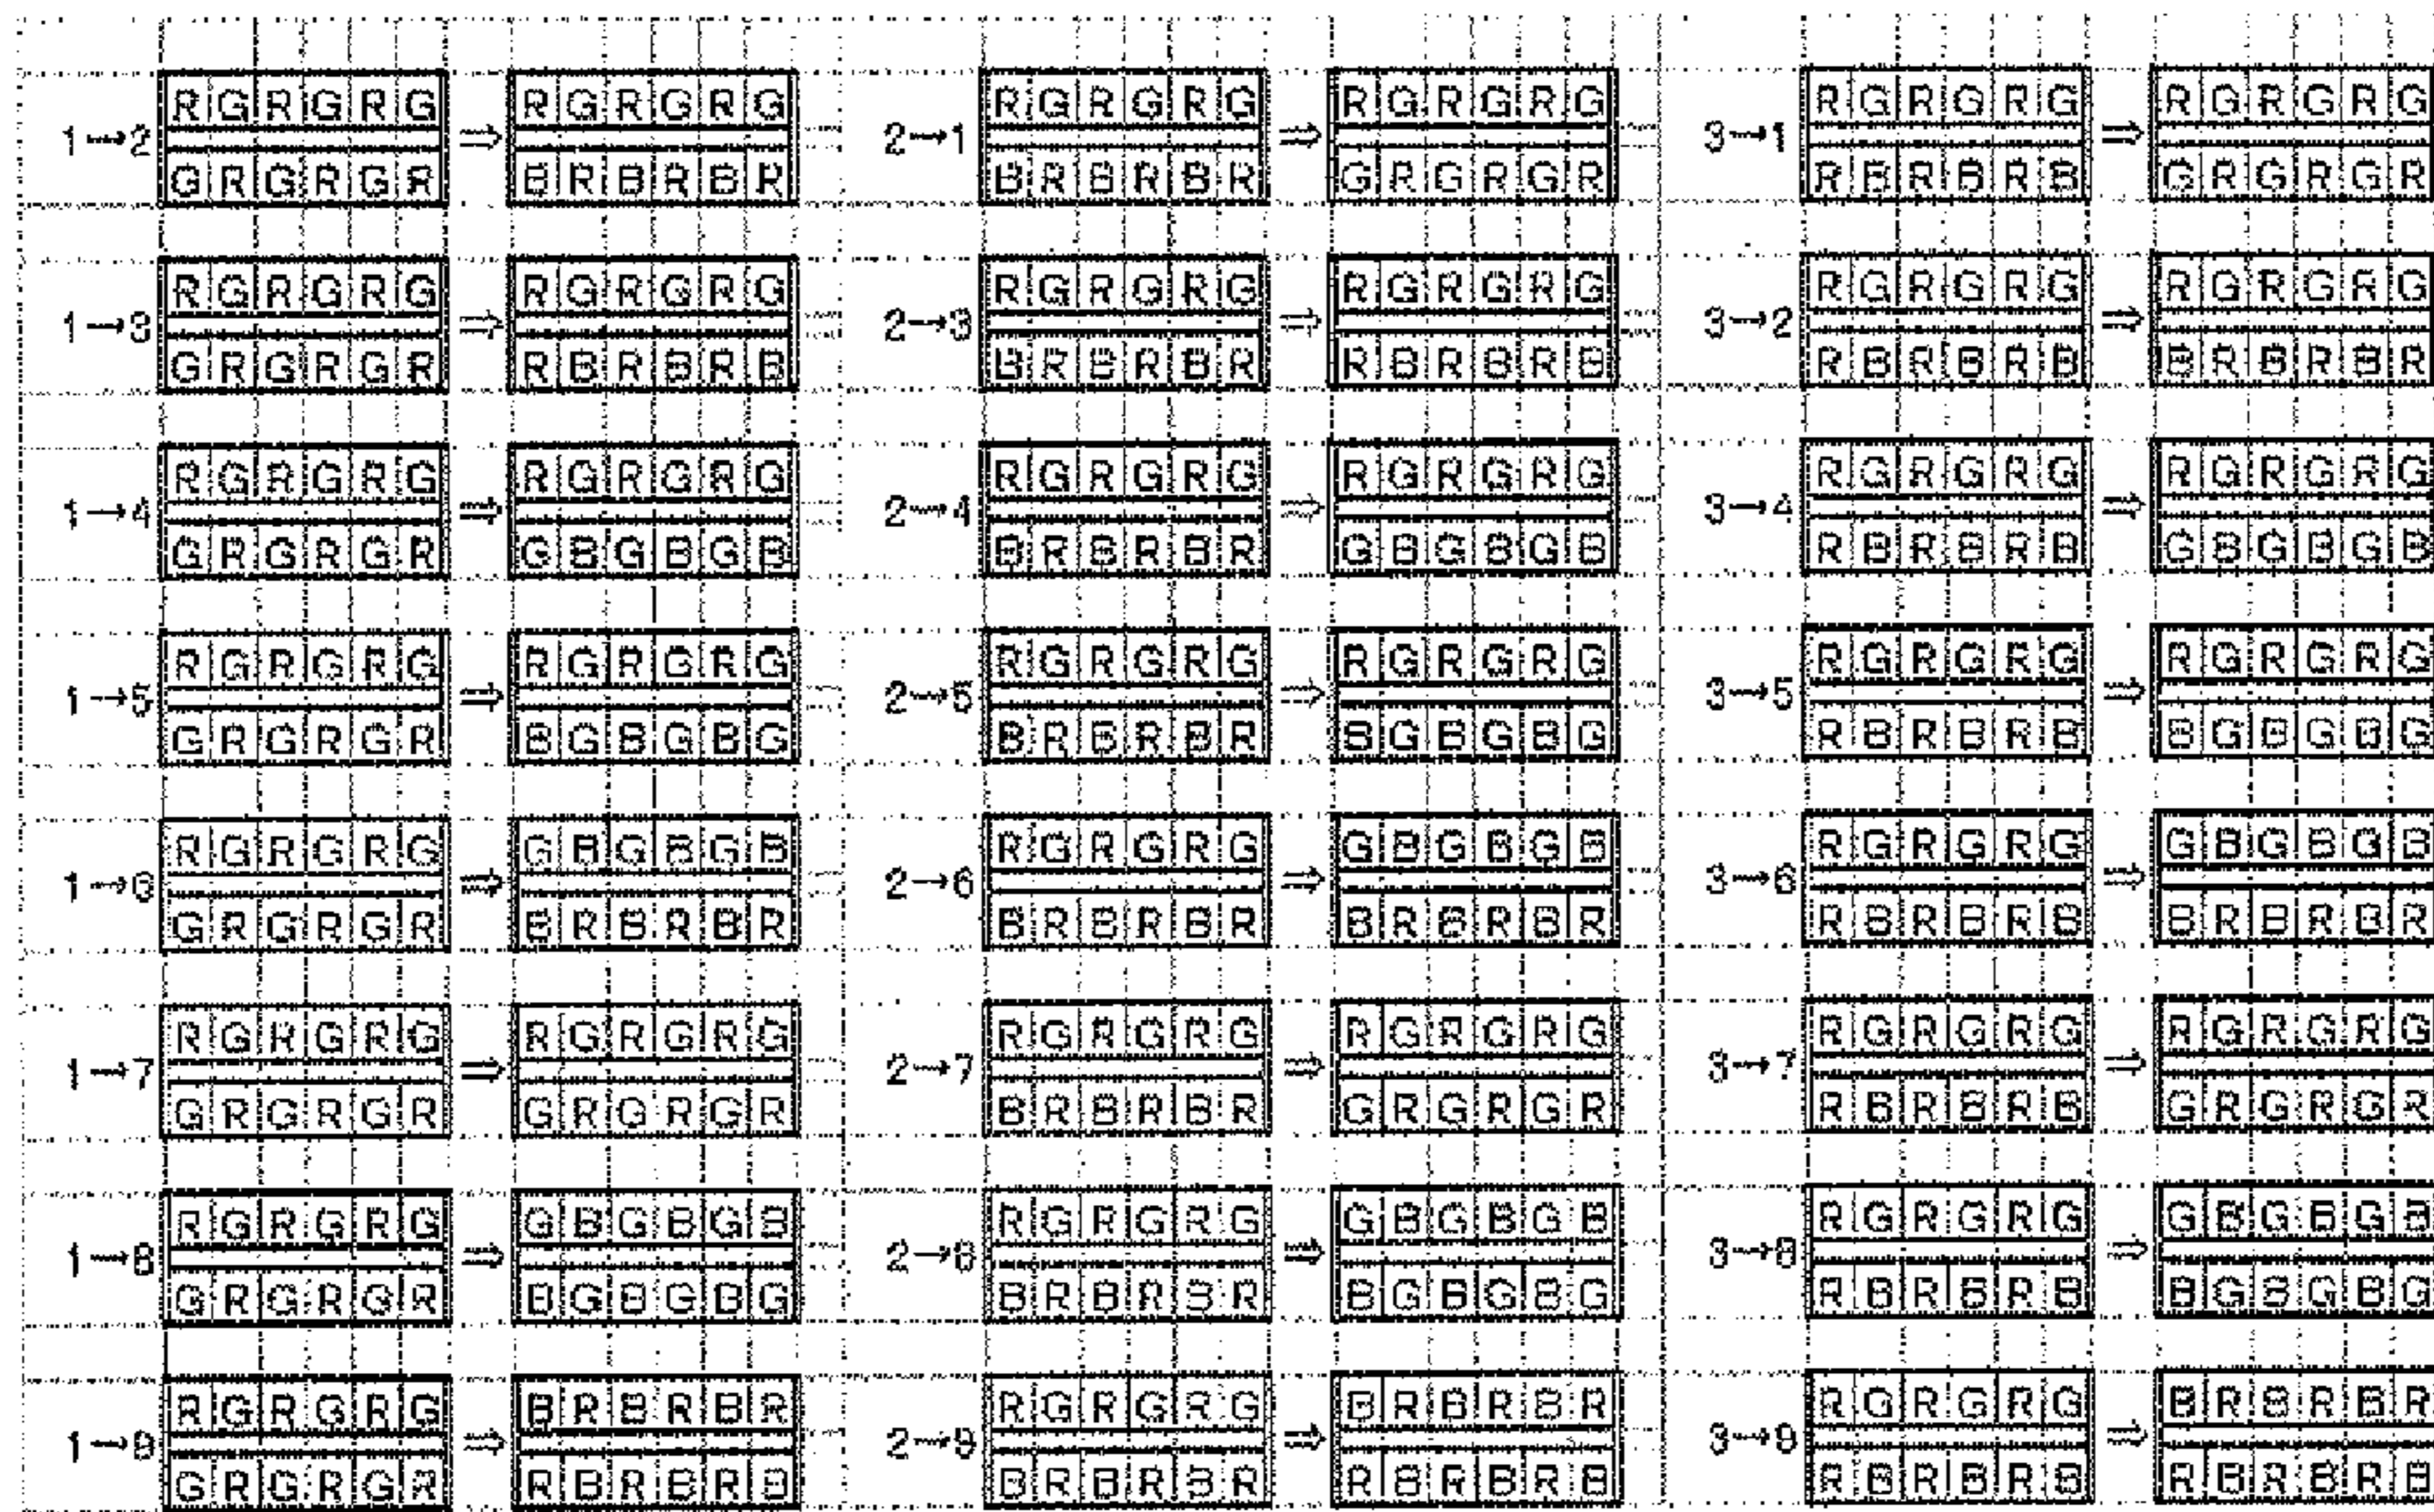 RGRGRG RGRGRG RGRGRG RGRGRG RGRGRG RGRGRG
1→2 ⇒ 2→1 ⇒ 3→1 ⇒
GRGRGR BRBRBR BRBRBR GRGRGR RBRBRB GRGRGR
RGRGRG RGRGRG RGRGRG RGRGRG RGRGRG RGRGRG
1→3 ⇒ 2→3 ⇒ 3→2 ⇒
GRGRGR RBRBRB BRBRBR RBRBRB RBRBRB BRBRBR
RGRGRG RGRGRG RGRGRG RGRGRG RGRGRG RGRGRG
1→4 ⇒ 2→4 ⇒ 3→4 ⇒
GRGRGR GBGBGB BRBRBR GBGBGB RBRBRB GBGBGB
RGRGRG RGRGRG RGRGRG RGRGRG RGRGRG RGRGRG
1→5 ⇒ 2→5 ⇒ 3→5 ⇒
GRGRGR BGBGBG BRBRBR BGBGBG RBRBRB BGBGBG
RGRGRG GBGBGB RGRGRG GBGBGB RGRGRG GBGBGB
1→6 ⇒ 2→6 ⇒ 3→6 ⇒
GRGRGR BRBRBR BRBRBR BRBRBR RBRBRB BRBRBR
RGRGRG RGRGRG RGRGRG RGRGRG RGRGRG RGRGRG
1→7 ⇒ 2→7 ⇒ 3→7 ⇒
GRGRGR GRGRGR BRBRBR GRGRGR RBRBRB GRGRGR
RGRGRG GBGBGB RGRGRG GBGBGB RGRGRG GBGBGB
1→8 ⇒ 2→8 ⇒ 3→8 ⇒
GRGRGR BGBGBG BRBRBR BGBGBG RBRBRB BGBGBG
RGRGRG BRBRBR RGRGRG BRBRBR RGRGRG BRBRBR
1→9 ⇒ 2→9 ⇒ 3→9 ⇒
GRGRGR RBRBRB BRBRBR RBRBRB RBRBRB RBRBRB